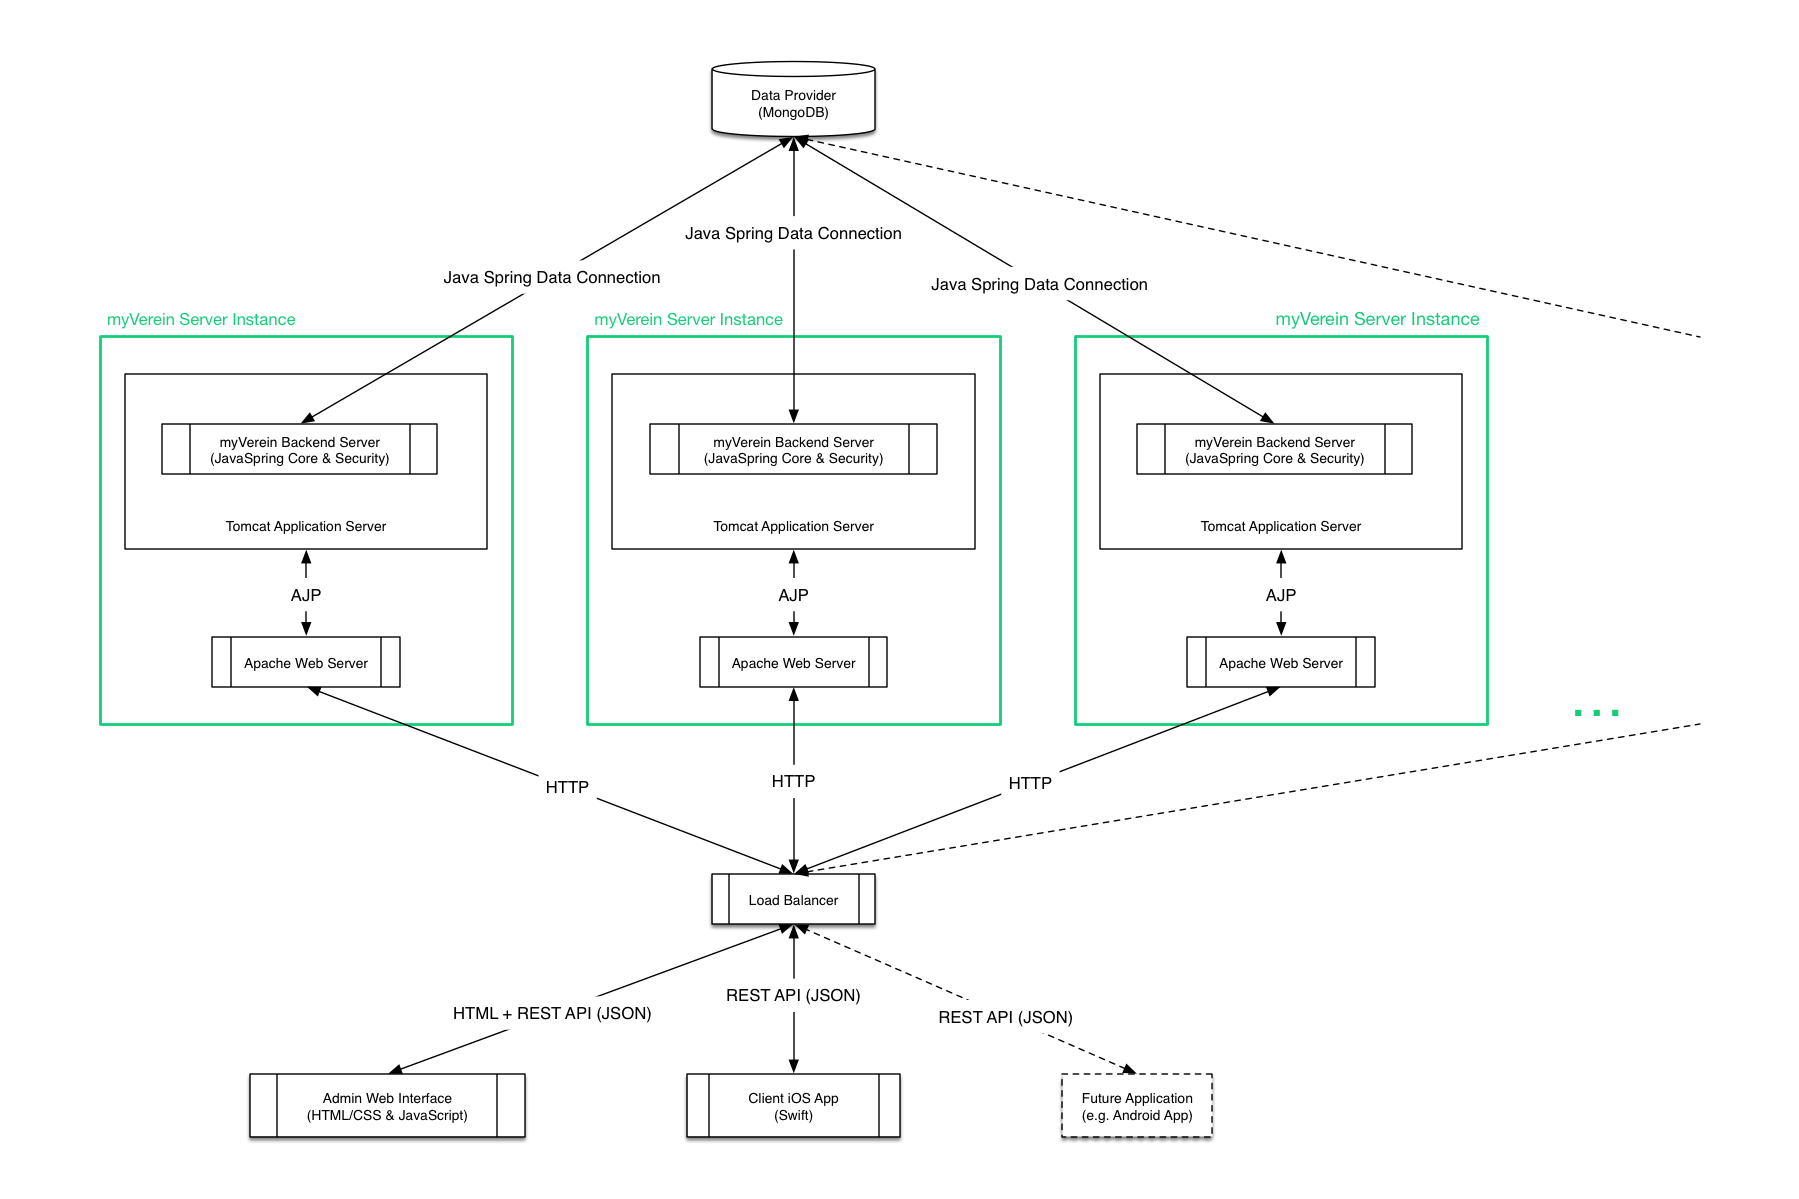 Data Provider
(MongoDB)
Java Spring Data Connection
Java Spring Data Connection
Java Spring Data Connection
myVerein Server Instance
myVerein Server Instance
myVerein Server Instance
myVerein Backend Server
(JavaSpring Core & Security)
myVerein Backend Server
(JavaSpring Core & Security)
myVerein Backend Server
(JavaSpring Core & Security)
Tomcat Application Server
Tomcat Application Server
Tomcat Application Server
AJP
AJP
AJP
Apache Web Server
Apache Web Server
Apache Web Server
...
HTTP
HTTP
HTTP
Load Balancer
HTML + REST API (JSON)
REST API (JSON)
REST API (JSON)
Admin Web Interface
(HTML/CSS & JavaScript)
Client iOS App
(Swift)
Future Application
(e.g. Android App)